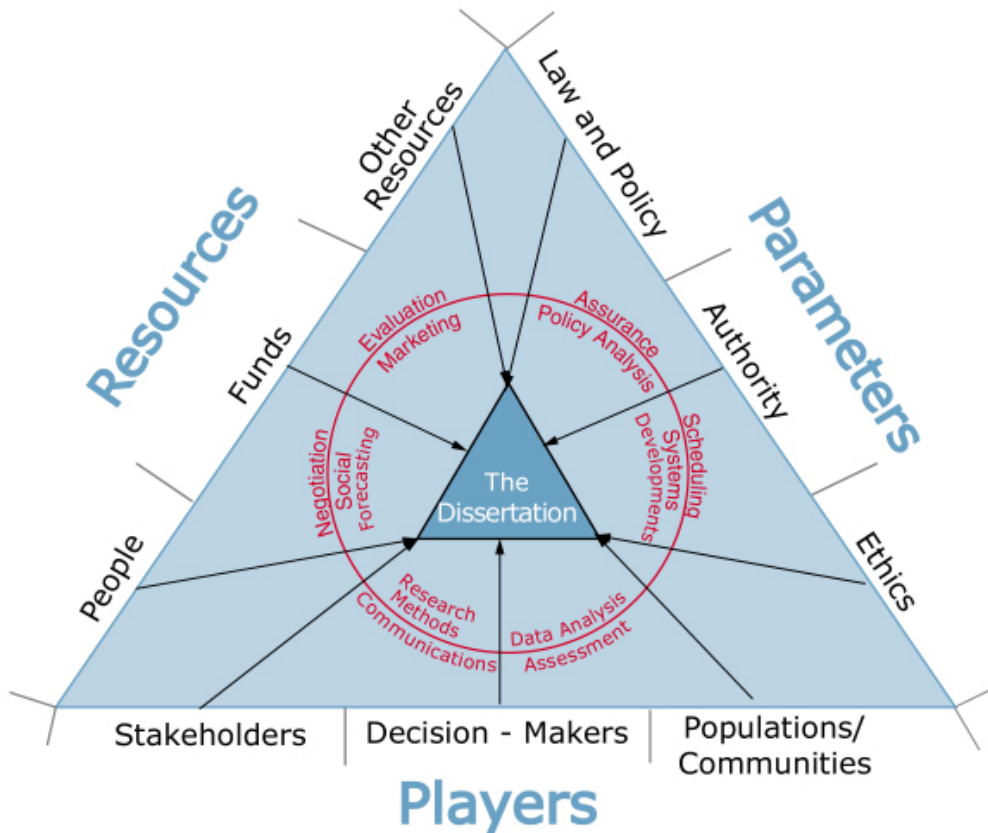 Other
Resources
Law and Policy
Resources
Parameters
Funds
Authority
People
Ethics
Evaluation
Marketing
Assurance
Policy Analysis
Negotiation
Social
Forecasting
Scheduling
Systems
Developments
The
Dissertation
Research
Methods
Communications
Data Analysis
Assessment
Stakeholders
Decision - Makers
Populations/
Communities
Players